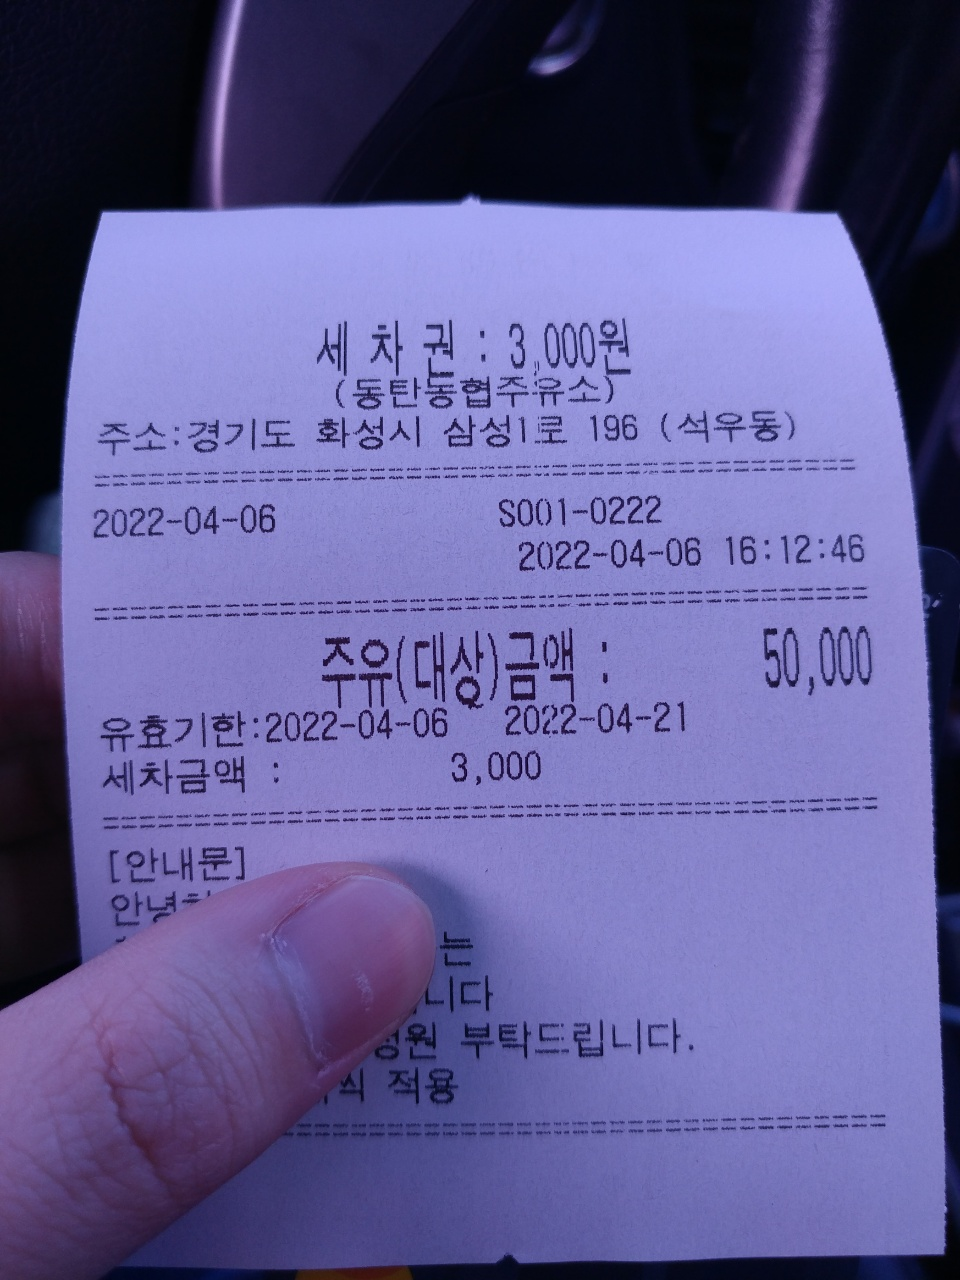 세 차 권 : 3,000원
(동탄농협주유소)
주소:경기도 화성시 삼성1로 196 (석우동)
2022-04-06 S001-0222
2022-04-06 16:12:46
주유(대상)금액 : 50,000
유효기한:2022-04-06 2022-04-21
세차금액 : 3,000
[안내문]
부탁드립니다.
적용